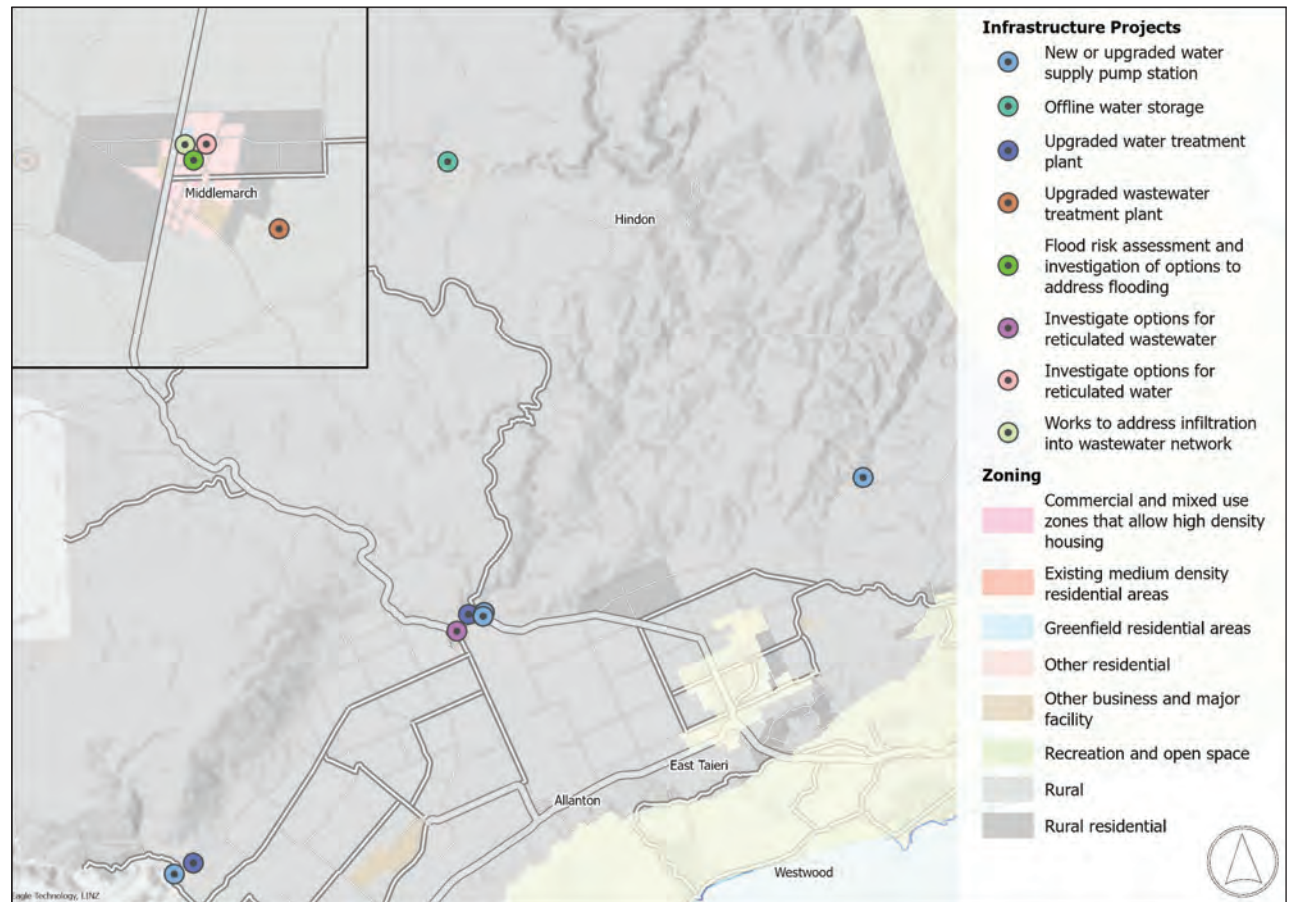 Middlemarch
Hindon
East Taieri
Allanton
Westwood
Eagle Technology, LINZ
Infrastructure Projects
New or upgraded water
supply pump station
Offline water storage
Upgraded water treatment
plant
Upgraded wastewater
treatment plant
Flood risk assessment and
investigation of options to
address flooding
Investigate options for
reticulated wastewater
Investigate options for
reticulated water
Works to address infiltration
into wastewater network
Zoning
Commercial and mixed use
zones that allow high density
housing
Existing medium density
residential areas
Greenfield residential areas
Other residential
Other business and major
facility
Recreation and open space
Rural
Rural residential